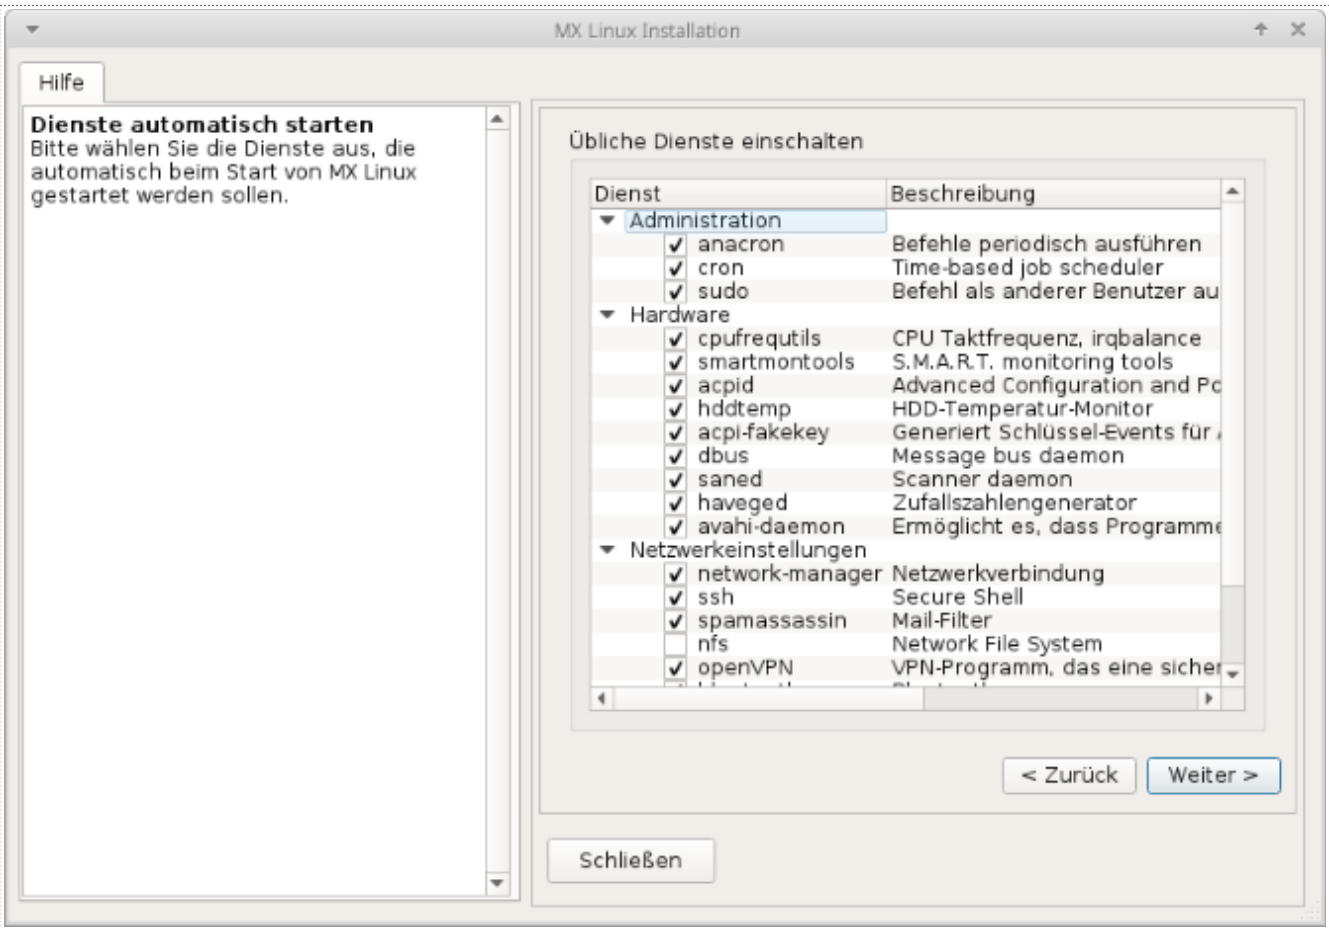 MX Linux Installation
Hilfe
Dienste automatisch starten
Bitte wählen Sie die Dienste aus, die
automatisch beim Start von MX Linux
gestartet werden sollen.
Übliche Dienste einschalten
Dienst Beschreibung
Administration
anacron Befehle periodisch ausführen
cron Time-based job scheduler
sudo Befehl als anderer Benutzer au
Hardware
cpufrequtils CPU Taktfrequenz, irqbalance
smartmontools S.M.A.R.T. monitoring tools
acpid Advanced Configuration and Po
hddtemp HDD-Temperatur-Monitor
acpi-fakekey Generiert Schlüssel-Events für
dbus Message bus daemon
saned Scanner daemon
haveged Zufallszahlengenerator
avahi-daemon Ermöglicht es, dass Programme
Netzwerkeinstellungen
network-manager Netzwerkverbindung
ssh Secure Shell
spamassassin Mail-Filter
nfs Network File System
openVPN VPN-Programm, das eine sicher
< Zurück Weiter >
Schließen